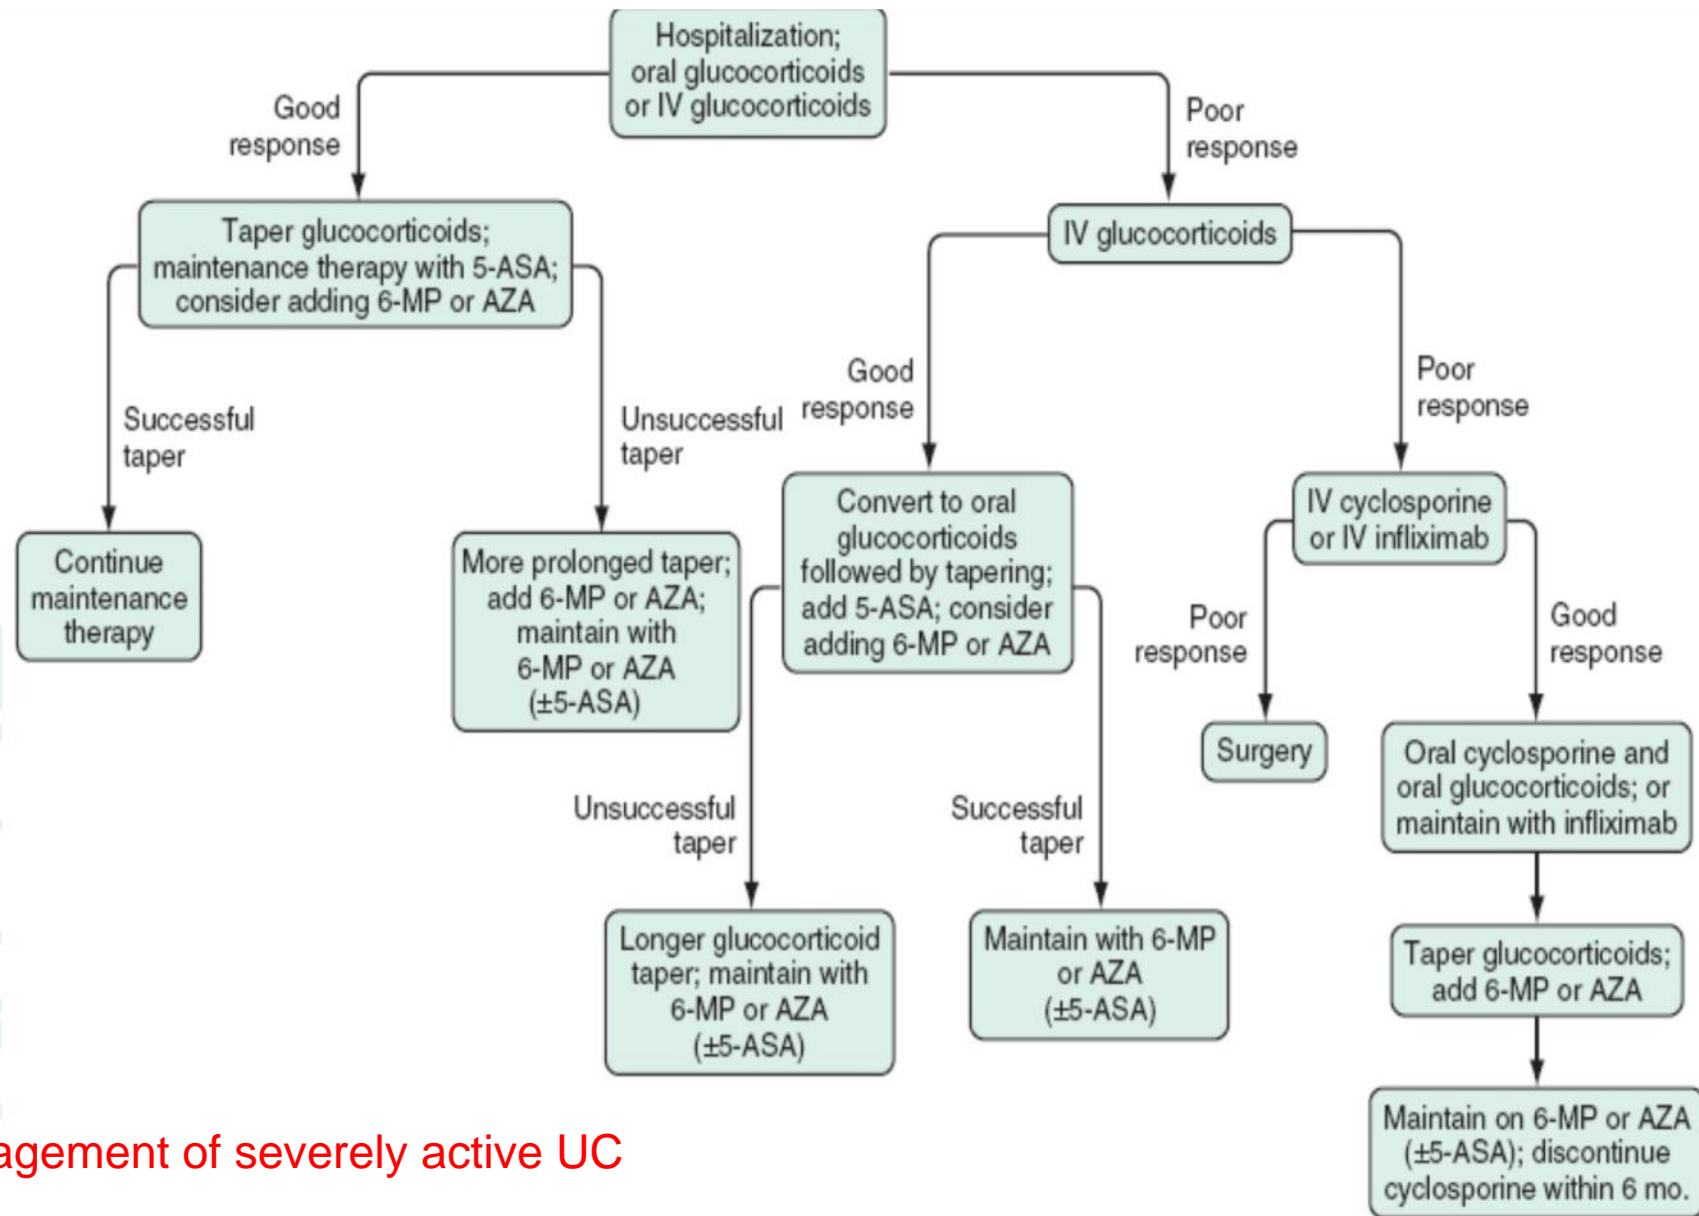 Hospitalization;
oral glucocorticoids
or IV glucocorticoids
Good
response
Poor
response
Taper glucocorticoids;
maintenance therapy with 5-ASA;
consider adding 6-MP or AZA
IV glucocorticoids
Successful
taper
Unsuccessful
taper
Good
response
Poor
response
Continue
maintenance
therapy
More prolonged taper;
add 6-MP or AZA;
maintain with
6-MP or AZA
(±5-ASA)
Convert to oral
glucocorticoids
followed by tapering;
add 5-ASA; consider
adding 6-MP or AZA
IV cyclosporine
or IV infliximab
Poor
response
Good
response
Unsuccessful
taper
Successful
taper
Surgery
Oral cyclosporine and
oral glucocorticoids; or
maintain with infliximab
Longer glucocorticoid
taper; maintain with
6-MP or AZA
(±5-ASA)
Maintain with 6-MP
or AZA
(±5-ASA)
Taper glucocorticoids;
add 6-MP or AZA
Maintain on 6-MP or AZA
(±5-ASA); discontinue
cyclosporine within 6 mo.
agement of severely active UC